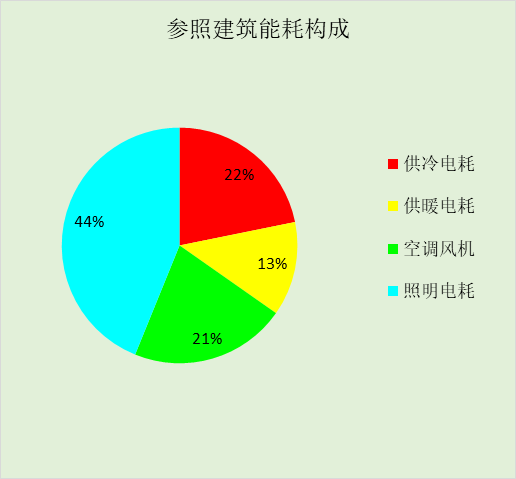 参照建筑能耗构成
22%
13%
21%
44%
供冷电耗
供暖电耗
空调风机
照明电耗